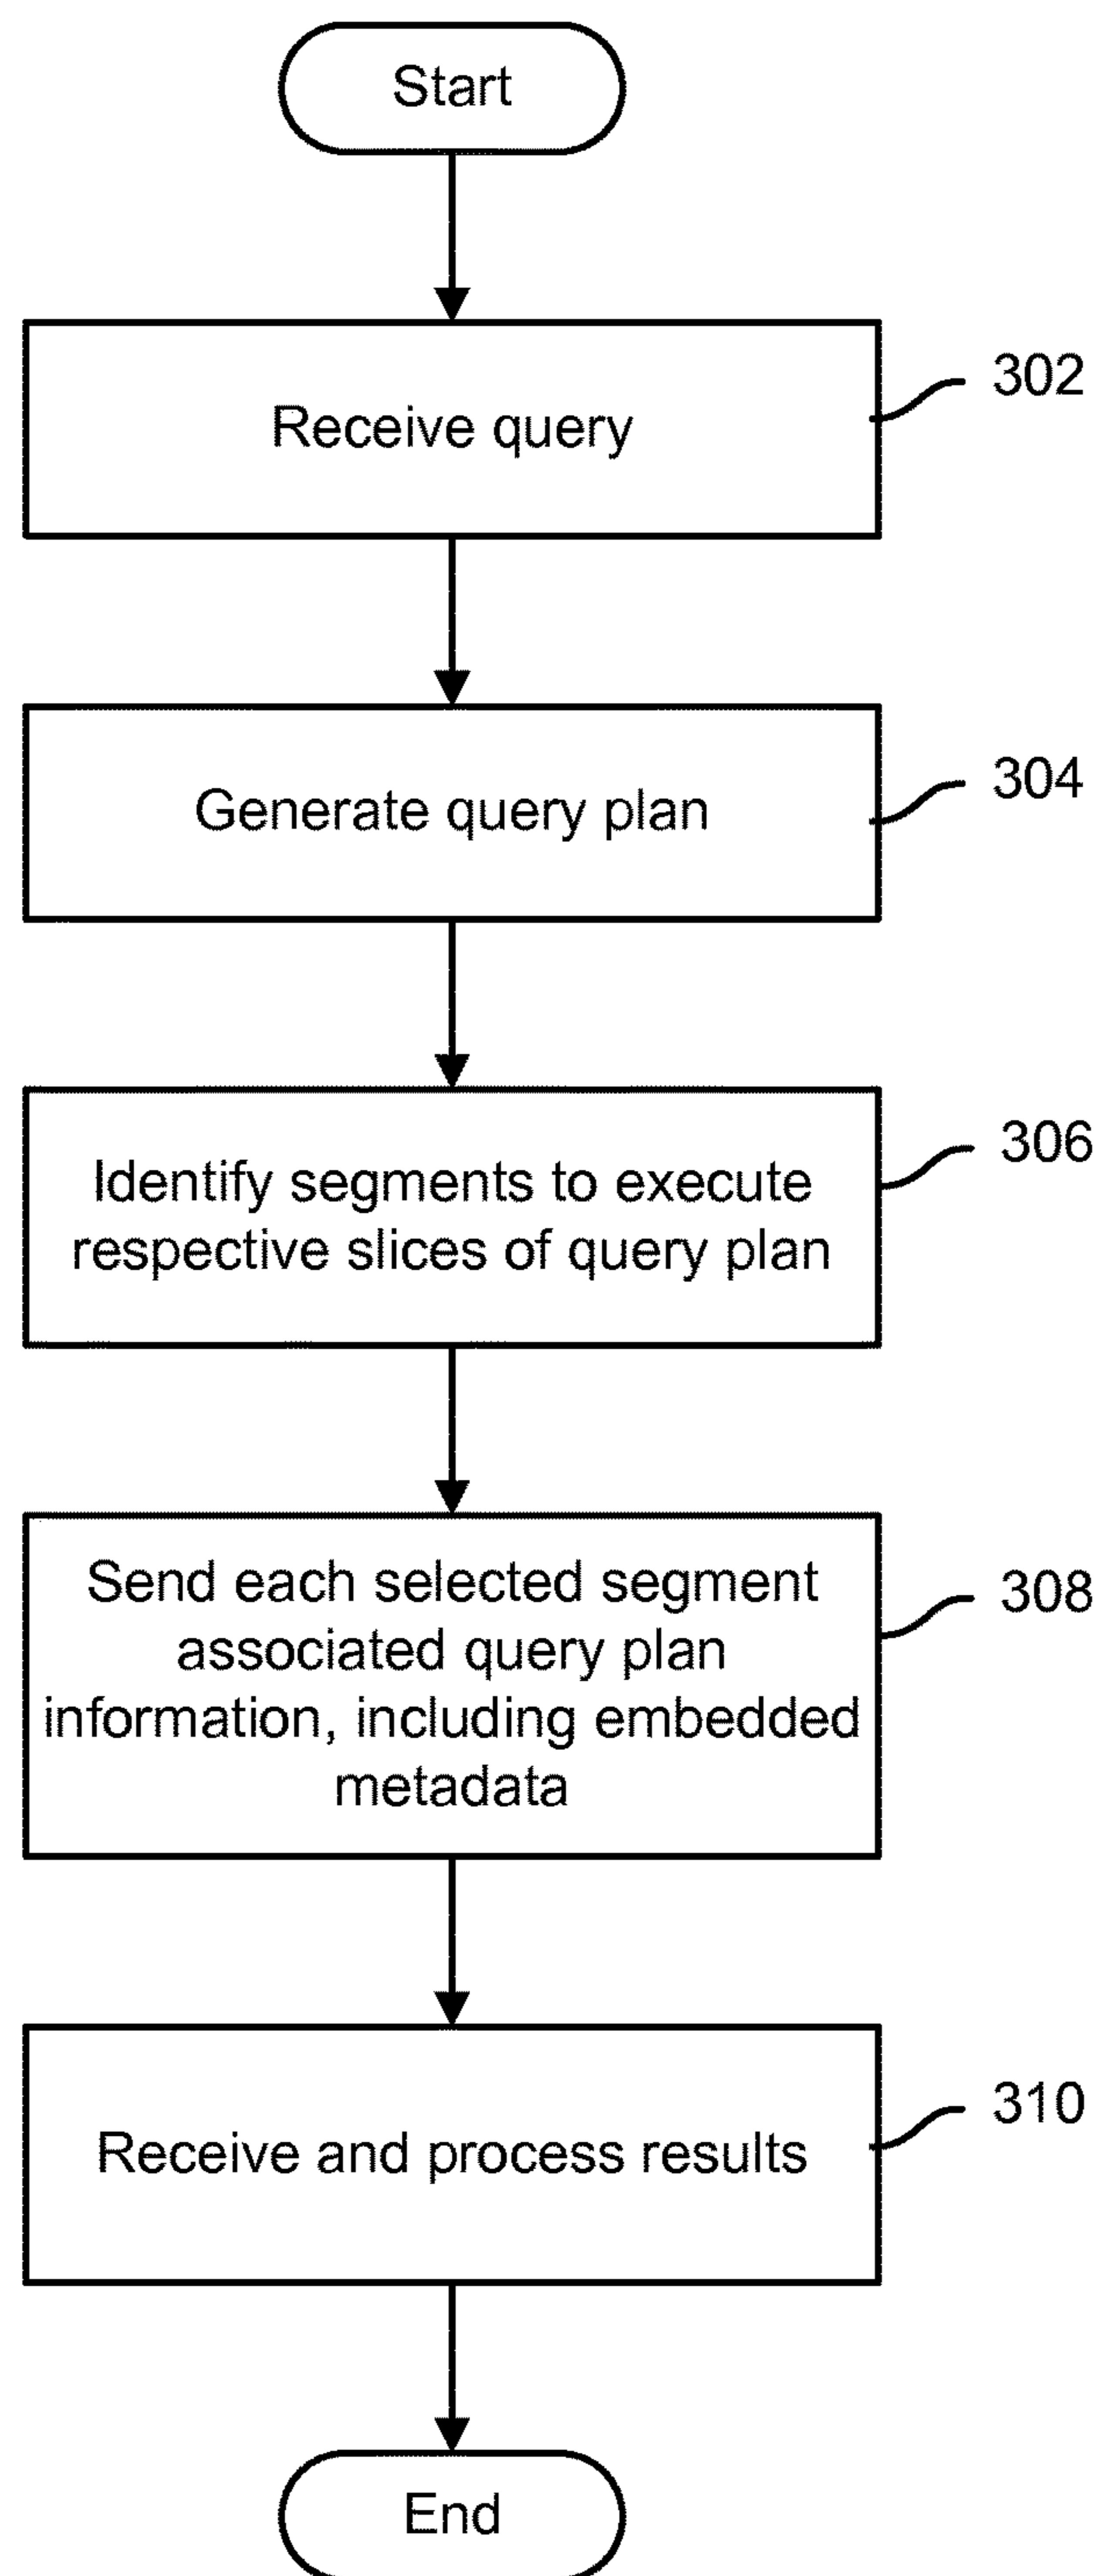 Start
Receive query
302
Generate query plan
304
Identify segments to execute
respective slices of query plan
306
Send each selected segment
associated query plan
information, including embedded
metadata
308
Receive and process results
310
End